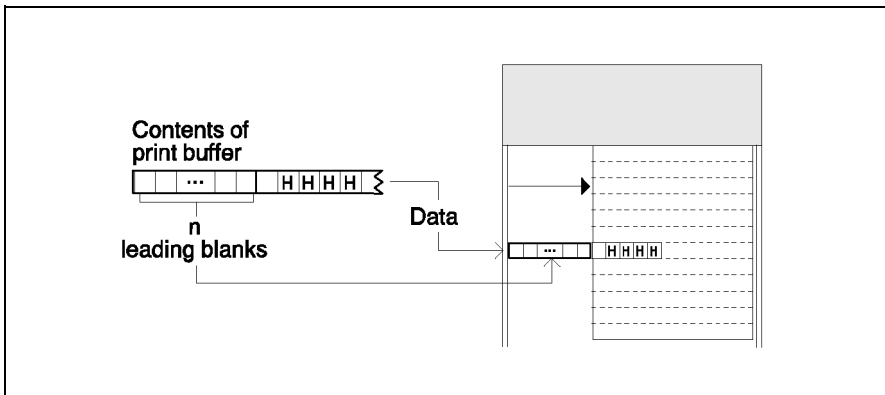 Contents of
print buffer
... H H H H
n
leading blanks
Data
... H H H H